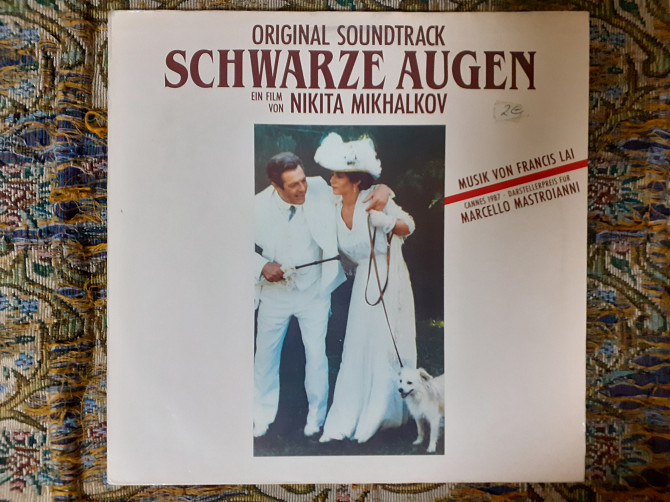 ORIGINAL SOUNDTRACK
SCHWARZE AUGEN
EIN FILM
VON NIKITA MIKHALKOV
MUSIK VON FRANCIS LAI
CANNES 1987 - DARSTELLERPREIS FÜR
MARCELLO MASTROIANNI